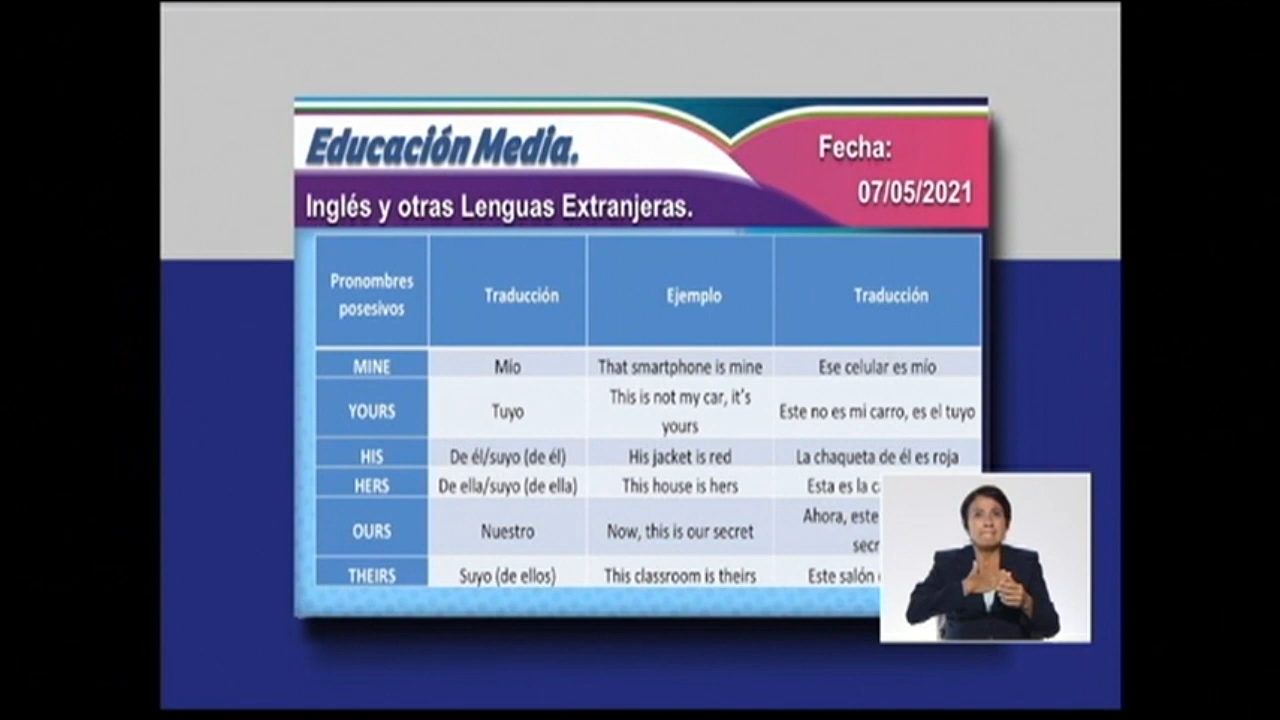 Educación Media.
Fecha:
07/05/2021
Inglés y otras Lenguas Extranjeras.
Pronombres
posesivos
Traducción
Ejemplo
Traducción
MINE
Mío
That smartphone is mine
Ese celular es mío
YOURS
Tuyo
This is not my car, it's
yours
Este no es mi carro, es el tuyo
HIS
De él/suyo (de él)
His jacket is red
La chaqueta de él es roja
HERS
De ella/suyo (de ella)
This house is hers
Esta es la
OURS
Nuestro
Now, this is our secret
Ahora, este
THEIRS
Suyo (de ellos)
This classroom is theirs
Este salón